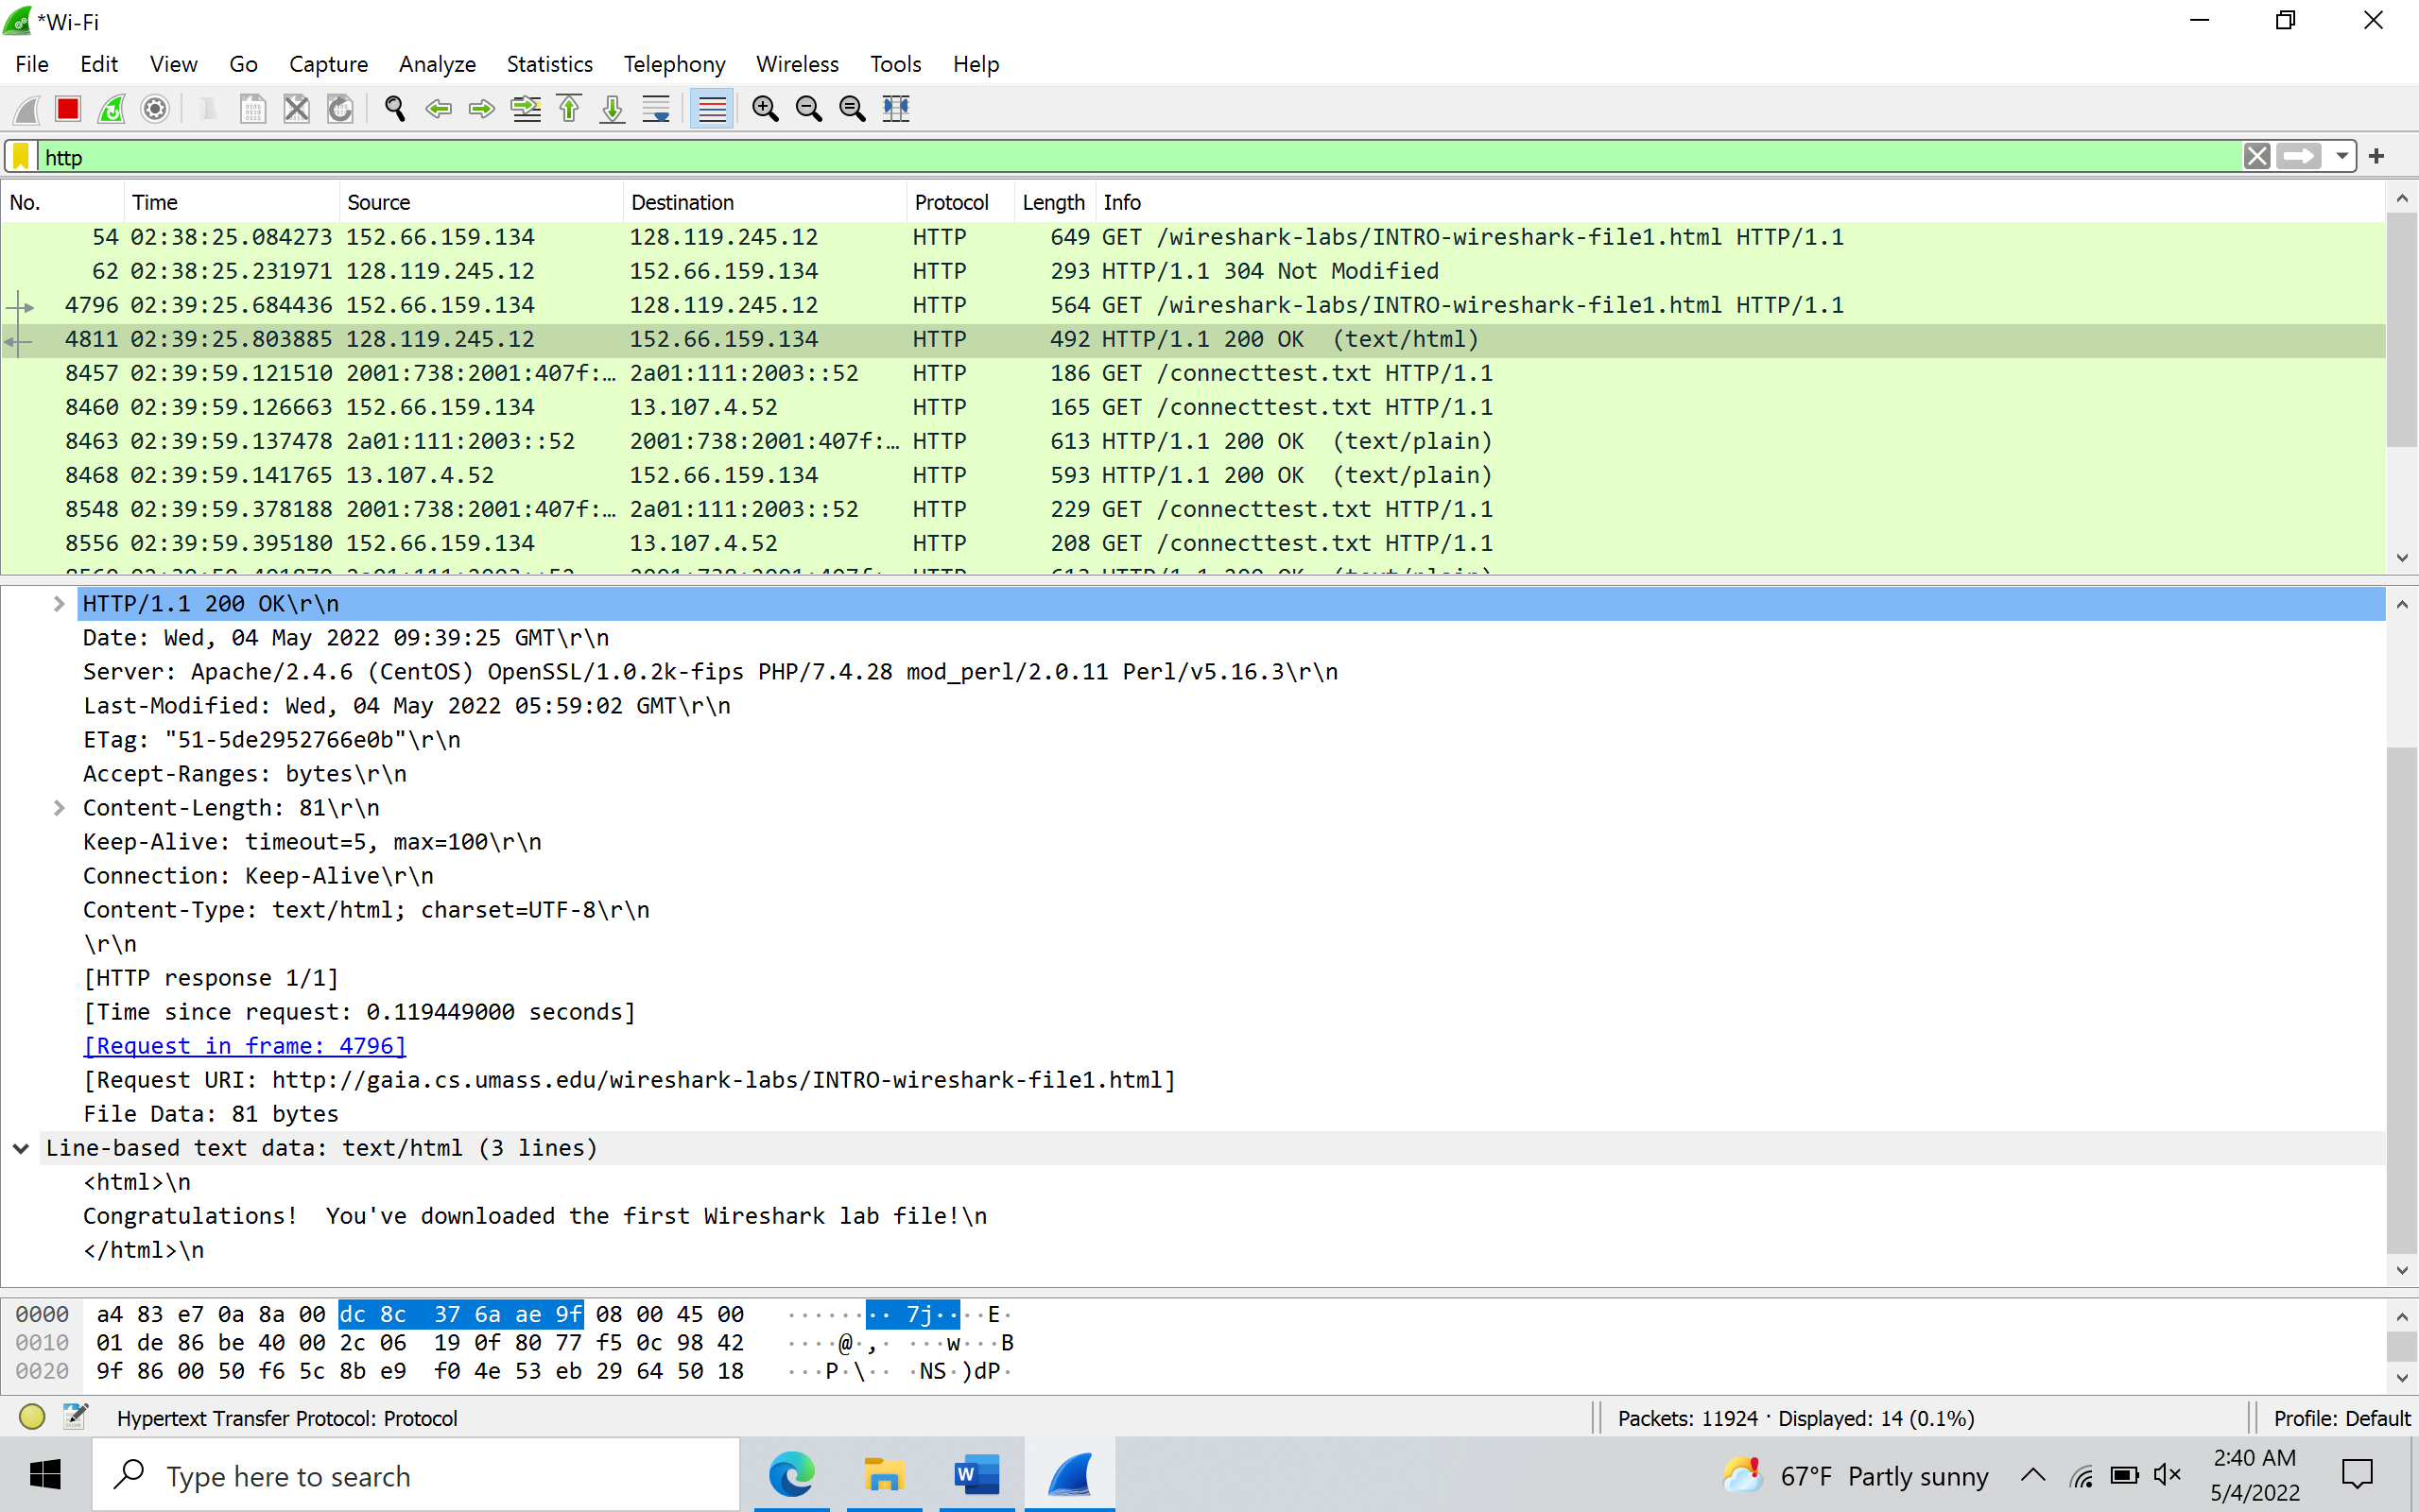 *Wi-Fi
File Edit View Go Capture Analyze Statistics Telephony Wireless Tools Help
http
No. Time Source Destination Protocol Length Info
54 02:38:25.084273 152.66.159.134 128.119.245.12 HTTP 649 GET /wireshark-labs/INTRO-wireshark-file1.html HTTP/1.1
62 02:38:25.231971 128.119.245.12 152.66.159.134 HTTP 293 HTTP/1.1 304 Not Modified
4796 02:39:25.684436 152.66.159.134 128.119.245.12 HTTP 564 GET /wireshark-labs/INTRO-wireshark-file1.html HTTP/1.1
4811 02:39:25.803885 128.119.245.12 152.66.159.134 HTTP 492 HTTP/1.1 200 OK (text/html)
8457 02:39:59.121510 2001:738:2001:407f:… 2a01:111:2003::52 HTTP 186 GET /connecttest.txt HTTP/1.1
8460 02:39:59.126663 152.66.159.134 13.107.4.52 HTTP 165 GET /connecttest.txt HTTP/1.1
8463 02:39:59.137478 2a01:111:2003::52 2001:738:2001:407f:… HTTP 613 HTTP/1.1 200 OK (text/plain)
8468 02:39:59.141765 13.107.4.52 152.66.159.134 HTTP 593 HTTP/1.1 200 OK (text/plain)
8548 02:39:59.378188 2001:738:2001:407f:… 2a01:111:2003::52 HTTP 229 GET /connecttest.txt HTTP/1.1
8556 02:39:59.395180 152.66.159.134 13.107.4.52 HTTP 208 GET /connecttest.txt HTTP/1.1
HTTP/1.1 200 OK\r\n
Date: Wed, 04 May 2022 09:39:25 GMT\r\n
Server: Apache/2.4.6 (CentOS) OpenSSL/1.0.2k-fips PHP/7.4.28 mod_perl/2.0.11 Perl/v5.16.3\r\n
Last-Modified: Wed, 04 May 2022 05:59:02 GMT\r\n
ETag: "51-5de2952766e0b"\r\n
Accept-Ranges: bytes\r\n
Content-Length: 81\r\n
Keep-Alive: timeout=5, max=100\r\n
Connection: Keep-Alive\r\n
Content-Type: text/html; charset=UTF-8\r\n
\r\n
[HTTP response 1/1]
[Time since request: 0.119449000 seconds]
[Request in frame: 4796]
[Request URI: http://gaia.cs.umass.edu/wireshark-labs/INTRO-wireshark-file1.html]
File Data: 81 bytes
Line-based text data: text/html (3 lines)
<html>\n
Congratulations!  You've downloaded the first Wireshark lab file!\n
</html>\n
0000 a4 83 e7 0a 8a 00 dc 8c 37 6a ae 9f 08 00 45 00 ········ 7j····E·
0010 01 de 86 be 40 00 2c 06 19 0f 80 77 f5 0c 98 42 ····@·,· ···w···B
0020 9f 86 00 50 f6 5c 8b e9 f0 4e 53 eb 29 64 50 18 ···P·\·· ·NS·)dP·
Hypertext Transfer Protocol: Protocol Packets: 11924 · Displayed: 14 (0.1%) Profile: Default
Type here to search 67°F Partly sunny 2:40 AM
5/4/2022